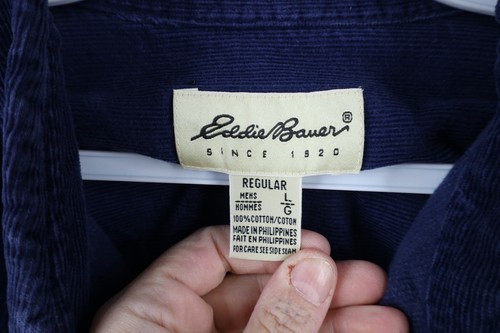 Eddie Bauer®
SINCE 1920
REGULAR
MENS L
HOMMES G
100% COTTON/COTON
MADE IN PHILIPPINES
FAIT EN PHILIPPINES
FOR CARE SEE SIDE SEAM